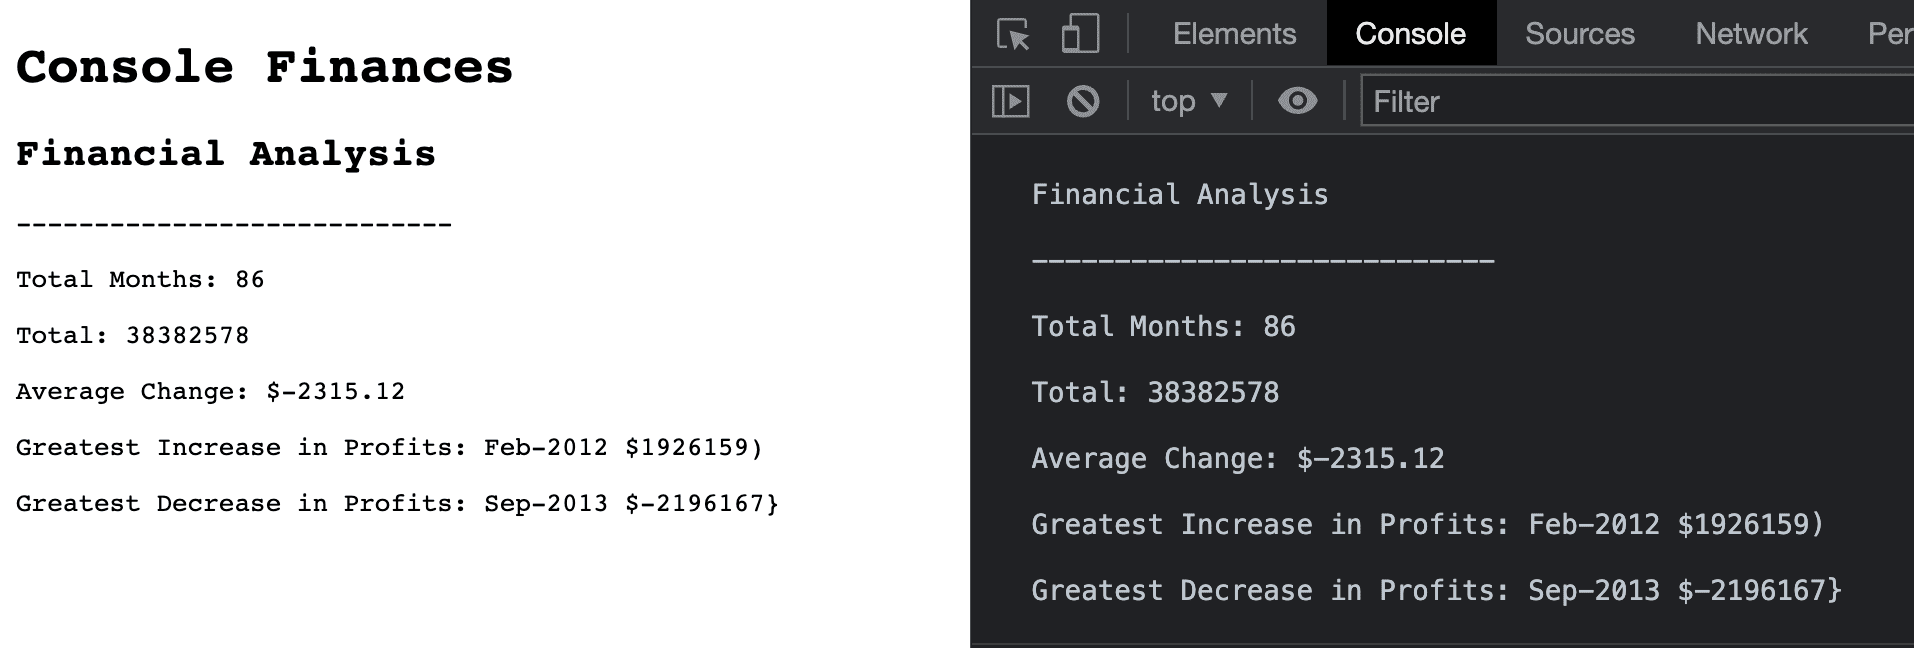 Console Finances
Financial Analysis
----------------------------
Total Months: 86
Total: 38382578
Average Change: $-2315.12
Greatest Increase in Profits: Feb-2012 $1926159)
Greatest Decrease in Profits: Sep-2013 $-2196167}
Elements Console Sources Network Per
top Filter
Financial Analysis
----------------------------
Total Months: 86
Total: 38382578
Average Change: $-2315.12
Greatest Increase in Profits: Feb-2012 $1926159)
Greatest Decrease in Profits: Sep-2013 $-2196167}